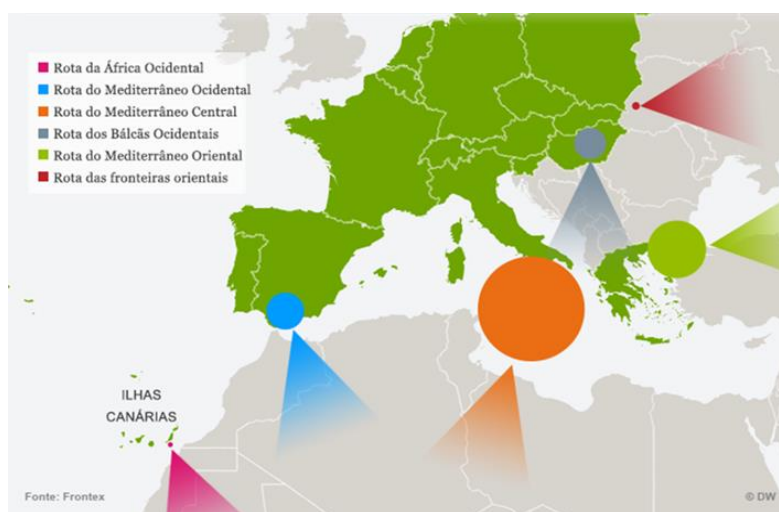 Rota da África Ocidental
Rota do Mediterrâneo Ocidental
Rota do Mediterrâneo Central
Rota dos Bálcãs Ocidentais
Rota do Mediterrâneo Oriental
Rota das fronteiras orientais
ILHAS
CANÁRIAS
Fonte: Frontex
© DW